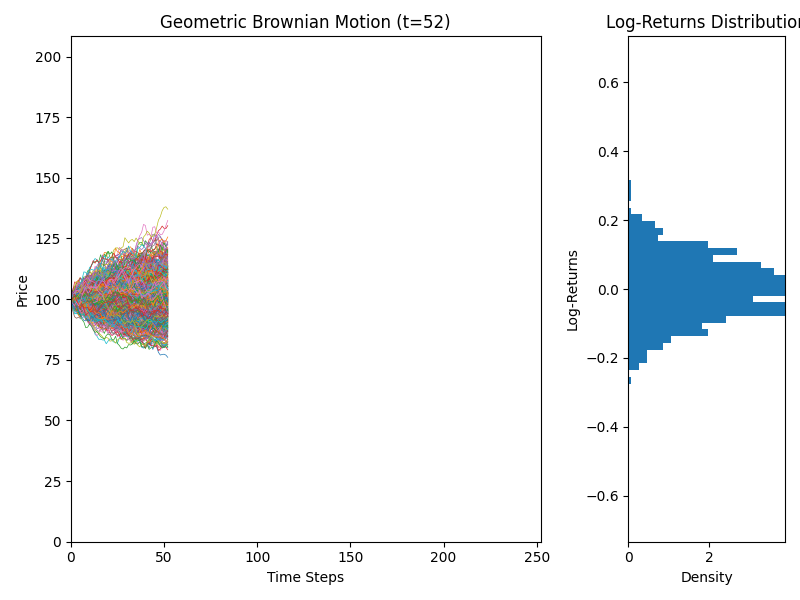 Geometric Brownian Motion (t=52)
Price
200
175
150
125
100
75
50
25
0
0 50 100 150 200 250
Time Steps
Log-Returns Distribution
Log-Returns
0.6
0.4
0.2
0.0
−0.2
−0.4
−0.6
0 2
Density